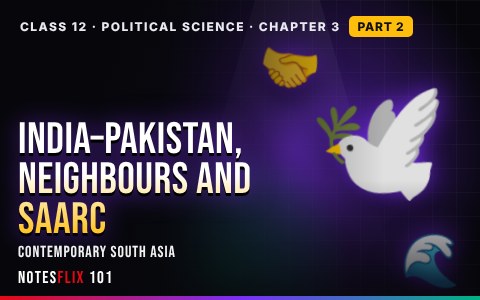 CLASS 12 · POLITICAL SCIENCE · CHAPTER 3 PART 2
INDIA–PAKISTAN,
NEIGHBOURS AND
SAARC
CONTEMPORARY SOUTH ASIA
NOTESFLIX 101